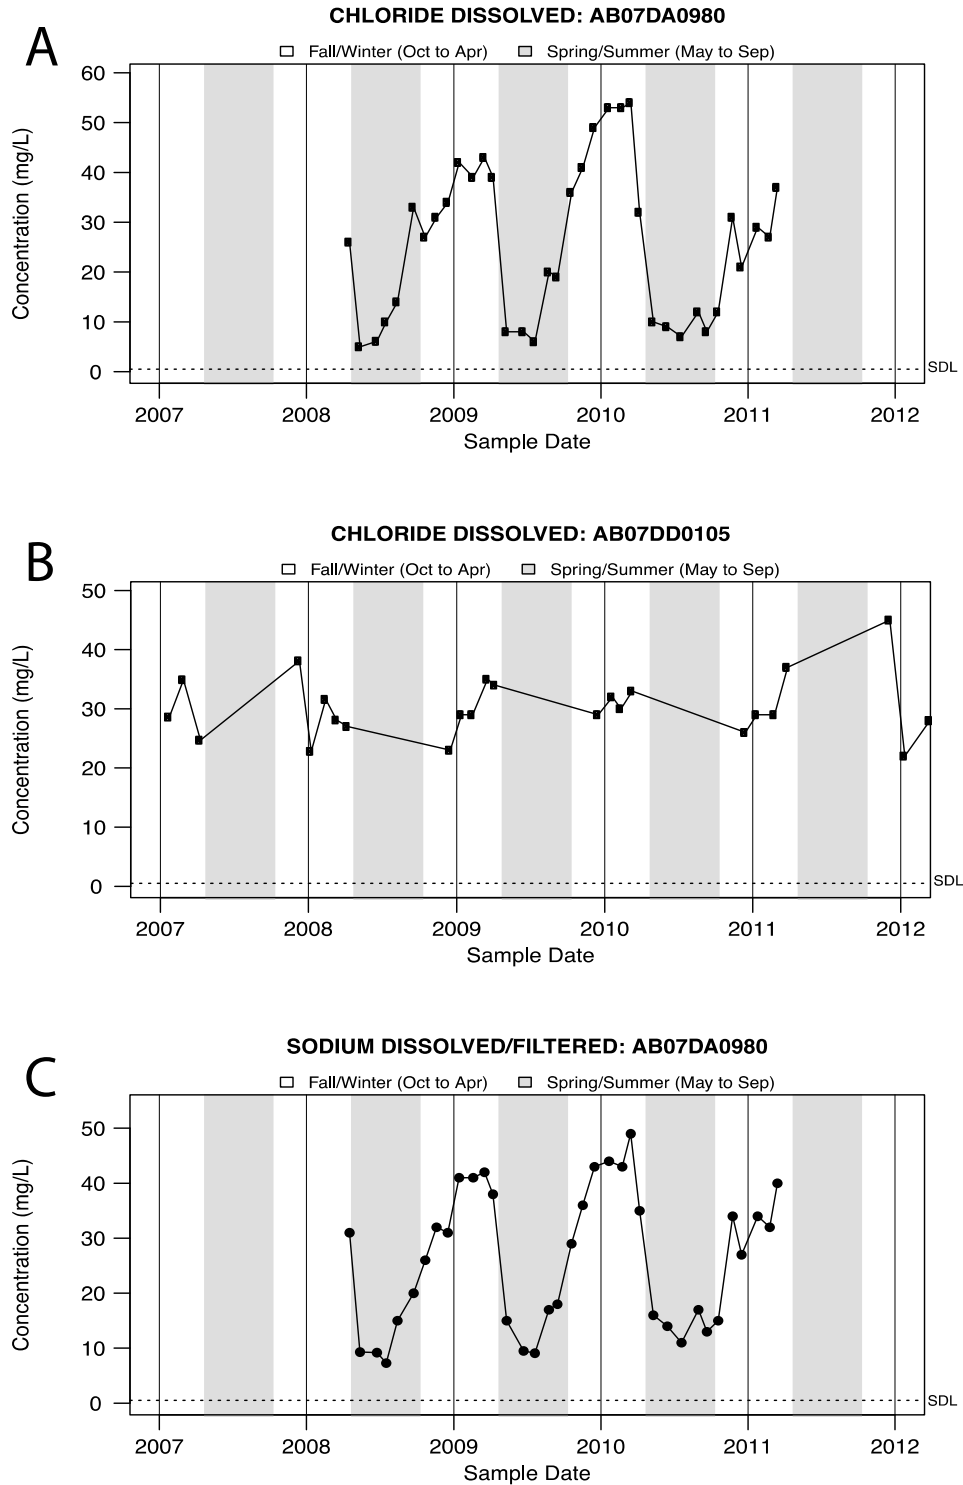 A
CHLORIDE DISSOLVED: AB07DA0980
Fall/Winter (Oct to Apr) Spring/Summer (May to Sep)
Concentration (mg/L)
60
50
40
30
20
10
0
SDL
2007 2008 2009 2010 2011 2012
Sample Date
B
CHLORIDE DISSOLVED: AB07DD0105
Fall/Winter (Oct to Apr) Spring/Summer (May to Sep)
Concentration (mg/L)
50
40
30
20
10
0
SDL
2007 2008 2009 2010 2011 2012
Sample Date
C
SODIUM DISSOLVED/FILTERED: AB07DA0980
Fall/Winter (Oct to Apr) Spring/Summer (May to Sep)
Concentration (mg/L)
50
40
30
20
10
0
SDL
2007 2008 2009 2010 2011 2012
Sample Date